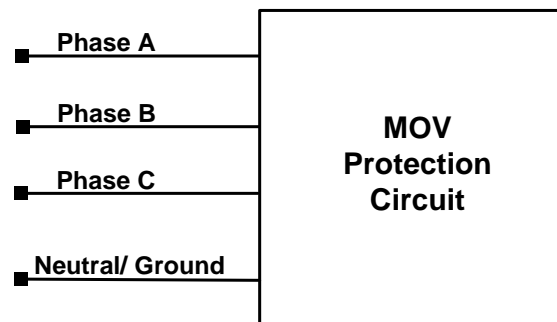 Phase A
Phase B
Phase C
Neutral/ Ground
MOV
Protection
Circuit